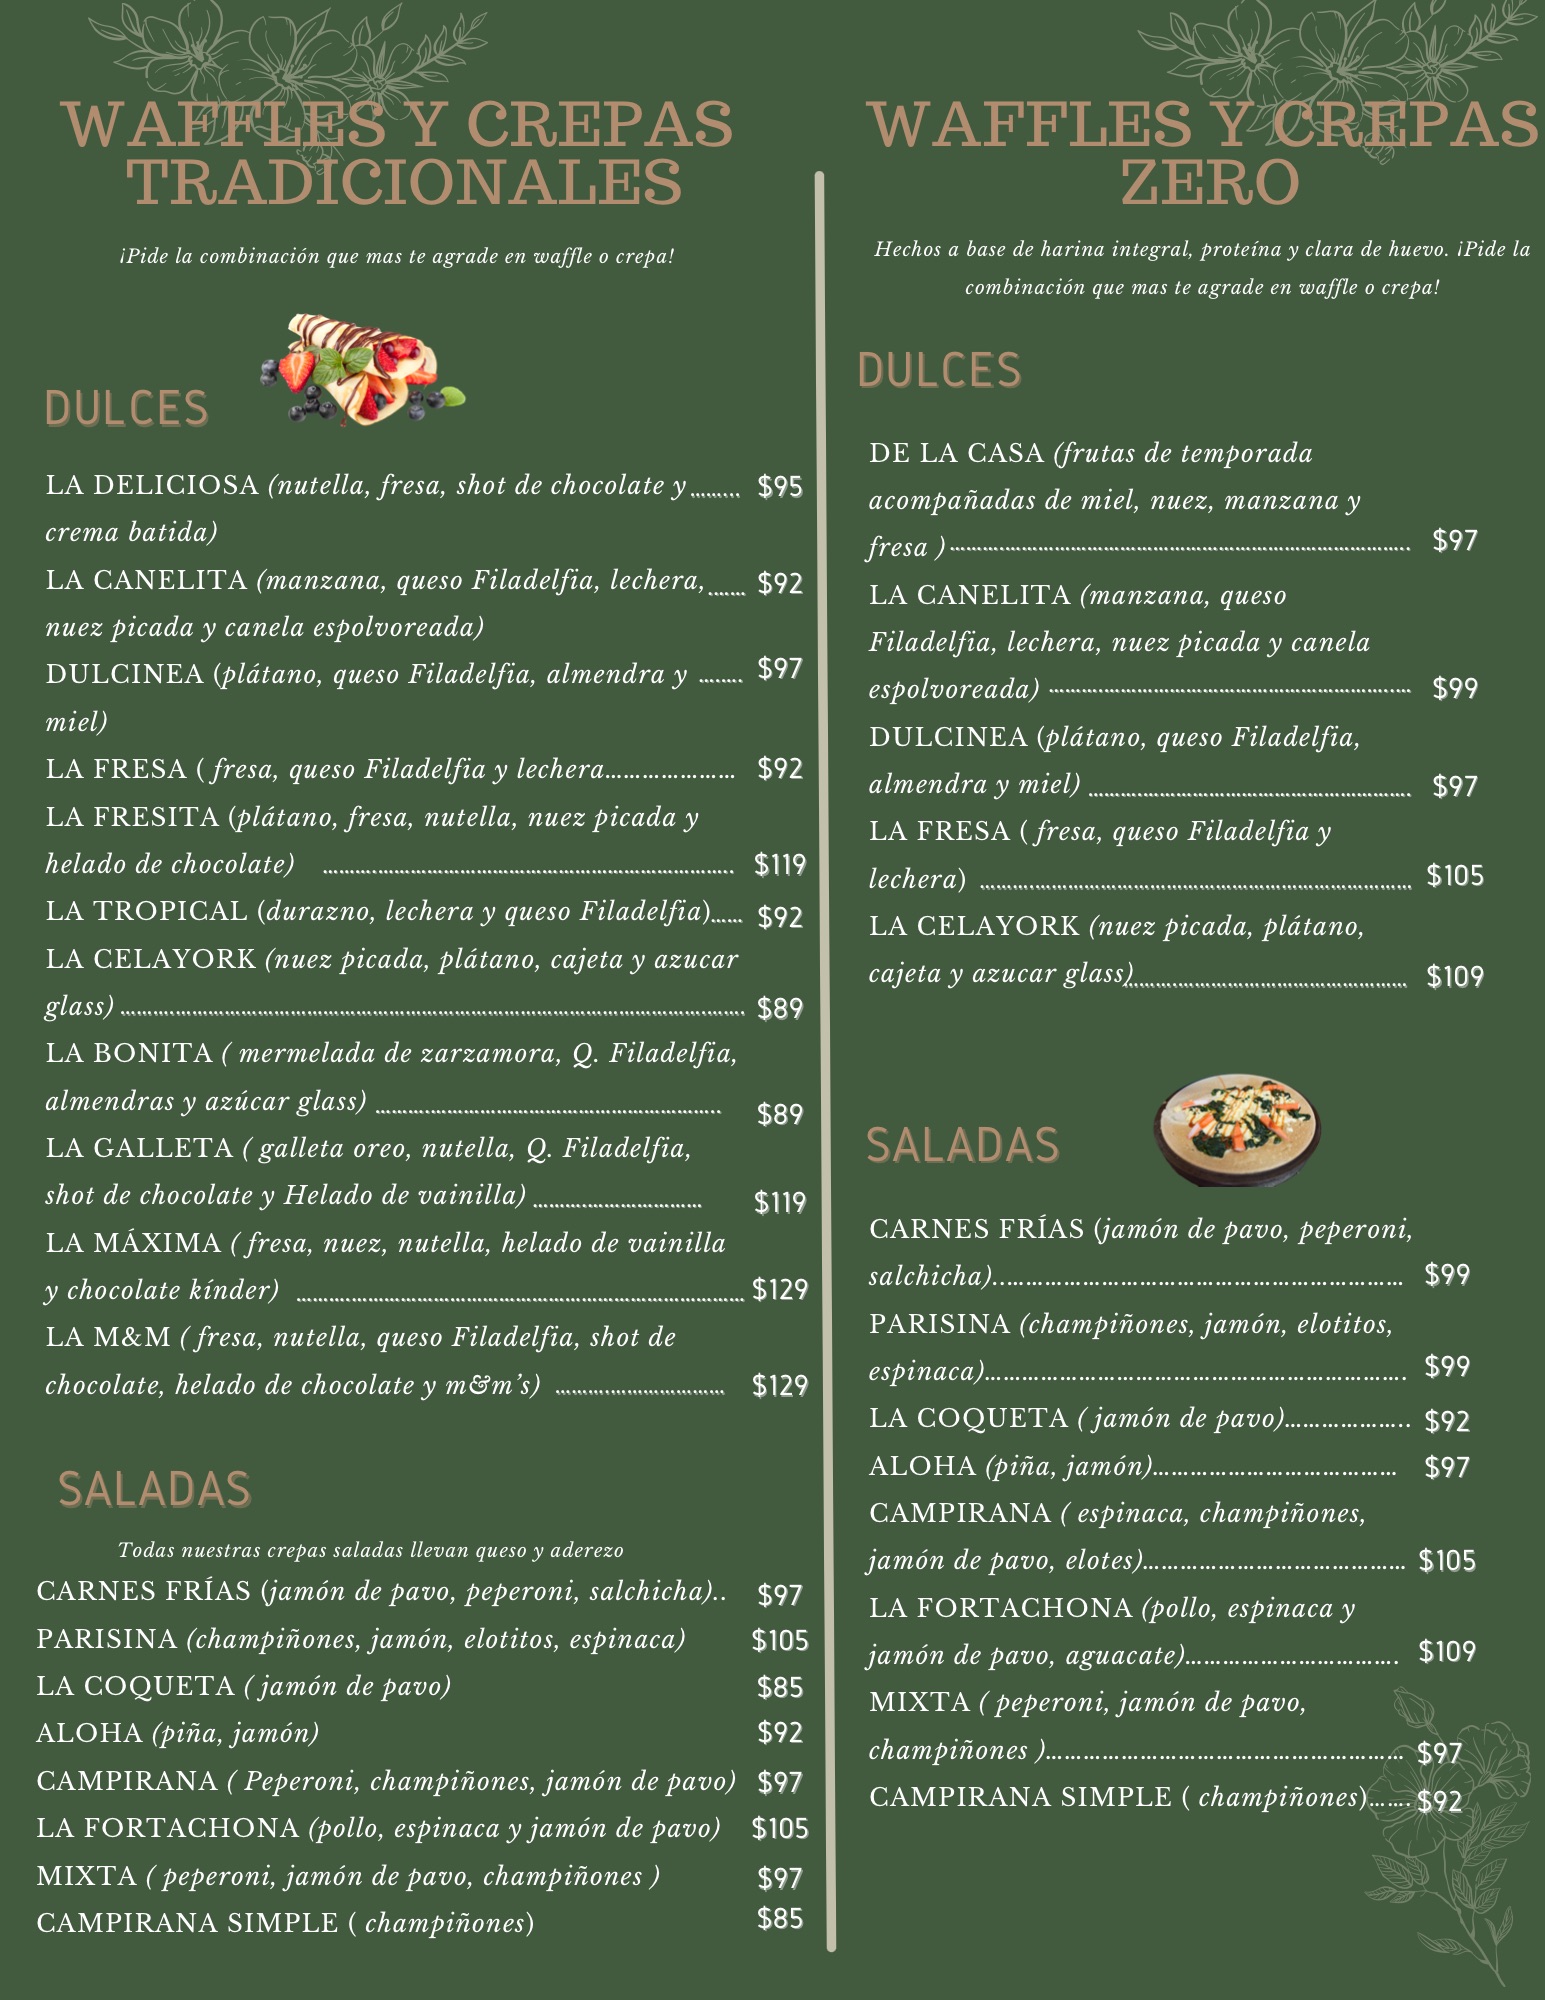 WAFFLES Y CREPAS
TRADICIONALES
¡Pide la combinación que mas te agrade en waffle o crepa!
DULCES
LA DELICIOSA (nutella, fresa, shot de chocolate y ........ $95
crema batida)
LA CANELITA (manzana, queso Filadelfia, lechera, ...... $92
nuez picada y canela espolvoreada)
DULCINEA (plátano, queso Filadelfia, almendra y ....... $97
miel)
LA FRESA ( fresa, queso Filadelfia y lechera………………… $92
LA FRESITA (plátano, fresa, nutella, nuez picada y
helado de chocolate) ........................................ $119
LA TROPICAL (durazno, lechera y queso Filadelfia)..... $92
LA CELAYORK (nuez picada, plátano, cajeta y azucar
glass) ............................................................ $89
LA BONITA ( mermelada de zarzamora, Q. Filadelfia,
almendras y azúcar glass) .................................. $89
LA GALLETA ( galleta oreo, nutella, Q. Filadelfia,
shot de chocolate y Helado de vainilla) ................ $119
LA MÁXIMA ( fresa, nuez, nutella, helado de vainilla
y chocolate kínder) .......................................... $129
LA M&M ( fresa, nutella, queso Filadelfia, shot de
chocolate, helado de chocolate y m&m’s) ................ $129
SALADAS
Todas nuestras crepas saladas llevan queso y aderezo
CARNES FRÍAS (jamón de pavo, peperoni, salchicha).. $97
PARISINA (champiñones, jamón, elotitos, espinaca) $105
LA COQUETA ( jamón de pavo) $85
ALOHA (piña, jamón) $92
CAMPIRANA ( Peperoni, champiñones, jamón de pavo) $97
LA FORTACHONA (pollo, espinaca y jamón de pavo) $105
MIXTA ( peperoni, jamón de pavo, champiñones ) $97
CAMPIRANA SIMPLE ( champiñones) $85
WAFFLES Y CREPAS
ZERO
Hechos a base de harina integral, proteína y clara de huevo. ¡Pide la
combinación que mas te agrade en waffle o crepa!
DULCES
DE LA CASA (frutas de temporada
acompañadas de miel, nuez, manzana y
fresa ) ............................................. $97
LA CANELITA (manzana, queso
Filadelfia, lechera, nuez picada y canela
espolvoreada) ................................... $99
DULCINEA (plátano, queso Filadelfia,
almendra y miel) ............................... $97
LA FRESA ( fresa, queso Filadelfia y
lechera) .......................................... $105
LA CELAYORK (nuez picada, plátano,
cajeta y azucar glass)........................... $109
SALADAS
CARNES FRÍAS (jamón de pavo, peperoni,
salchicha)..……………………………………………………… $99
PARISINA (champiñones, jamón, elotitos,
espinaca)…………………………………………………………. $99
LA COQUETA ( jamón de pavo)……………….. $92
ALOHA (piña, jamón)………………………………… $97
CAMPIRANA ( espinaca, champiñones,
jamón de pavo, elotes)…………………………………… $105
LA FORTACHONA (pollo, espinaca y
jamón de pavo, aguacate)……………………………. $109
MIXTA ( peperoni, jamón de pavo,
champiñones )………………………………………………… $97
CAMPIRANA SIMPLE ( champiñones)……. $92